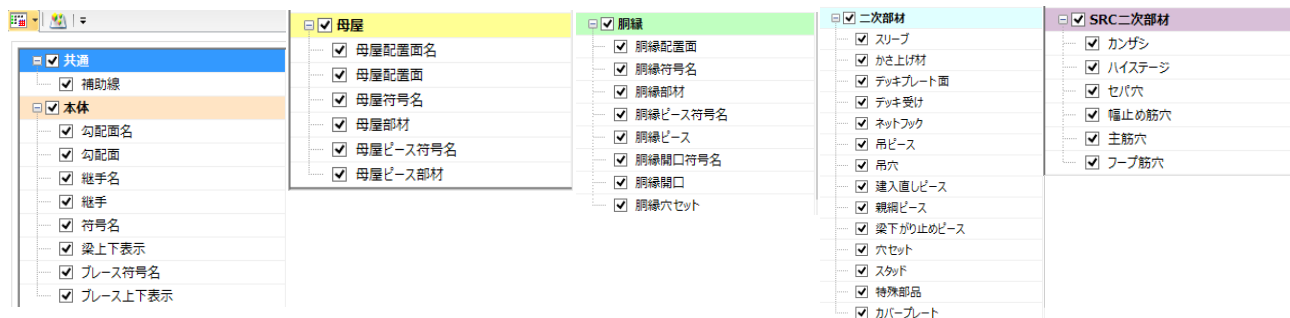 共通
補助線
本体
勾配面名
勾配面
継手名
継手
符号名
梁上下表示
ブレース符号名
ブレース上下表示
母屋
母屋配置面名
母屋配置面
母屋符号名
母屋部材
母屋ピース符号名
母屋ピース部材
胴縁
胴縁配置面
胴縁符号名
胴縁部材
胴縁ピース符号名
胴縁ピース
胴縁開口符号名
胴縁開口
胴縁穴セット
二次部材
スリーブ
かさ上げ材
デッキプレート面
デッキ受け
ネットフック
吊ピース
吊穴
建入直しピース
親綱ピース
梁下がり止めピース
穴セット
スタッド
特殊部品
カバープレート
SRC二次部材
カンザシ
ハイステージ
セパ穴
幅止め筋穴
主筋穴
フープ筋穴